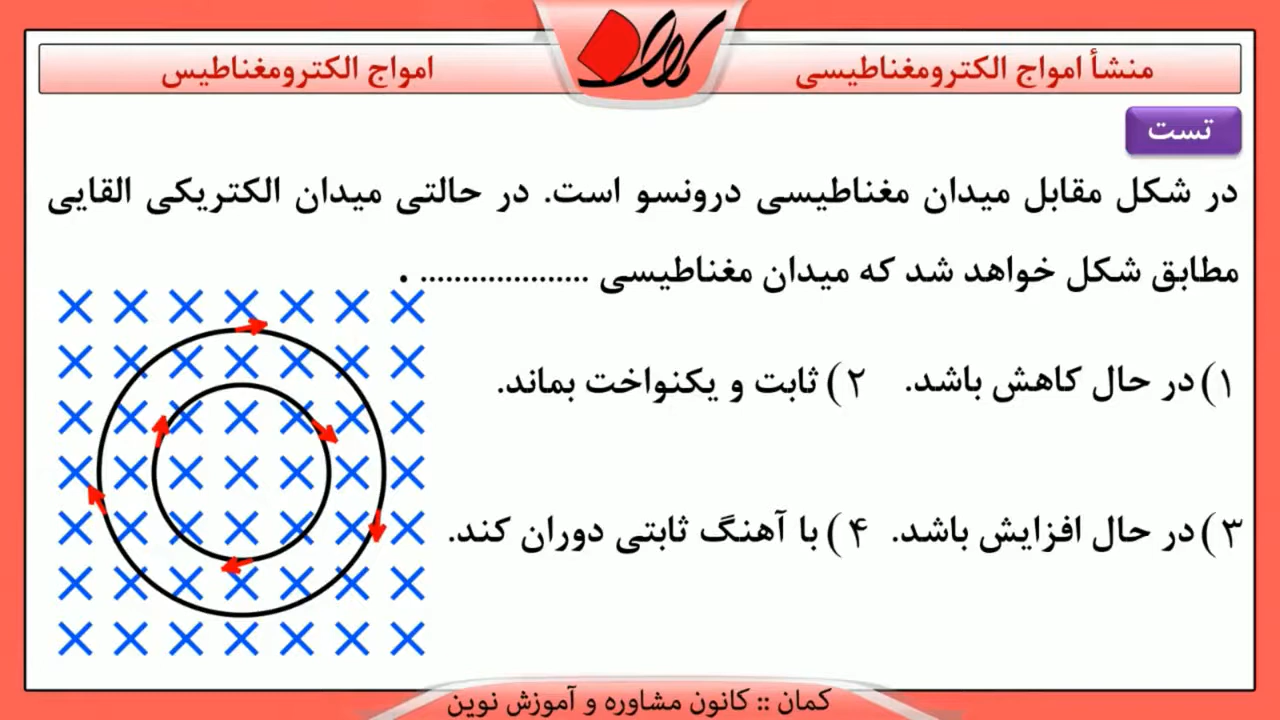 منشأ امواج الکترومغناطیسی
امواج الکترومغناطیس
تست
در شکل مقابل میدان مغناطیسی درونسو است. در حالتی میدان الکتریکی القایی
مطابق شکل خواهد شد که میدان مغناطیسی .................... .
۱) در حال کاهش باشد. ۲) ثابت و یکنواخت بماند.
۳) در حال افزایش باشد. ۴) با آهنگ ثابتی دوران کند.
کمان :: کانون مشاوره و آموزش نوین